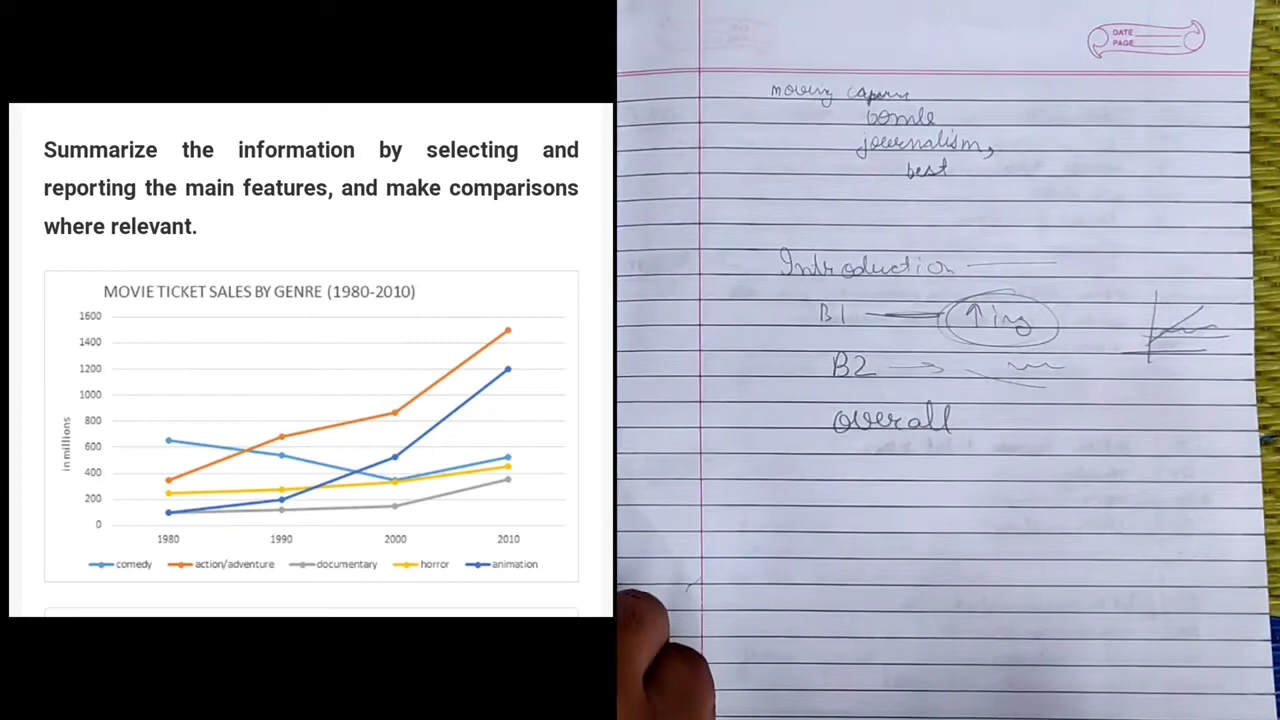 Summarize the information by selecting and
reporting the main features, and make comparisons
where relevant.
MOVIE TICKET SALES BY GENRE (1980-2010)
in millions
1600
1400
1200
1000
800
600
400
200
0
1980 1990 2000 2010
comedy action/adventure documentary horror animation
DATE
PAGE
moving
journalism,
best
Introduction
B1 ↑ing
B2 →
overall